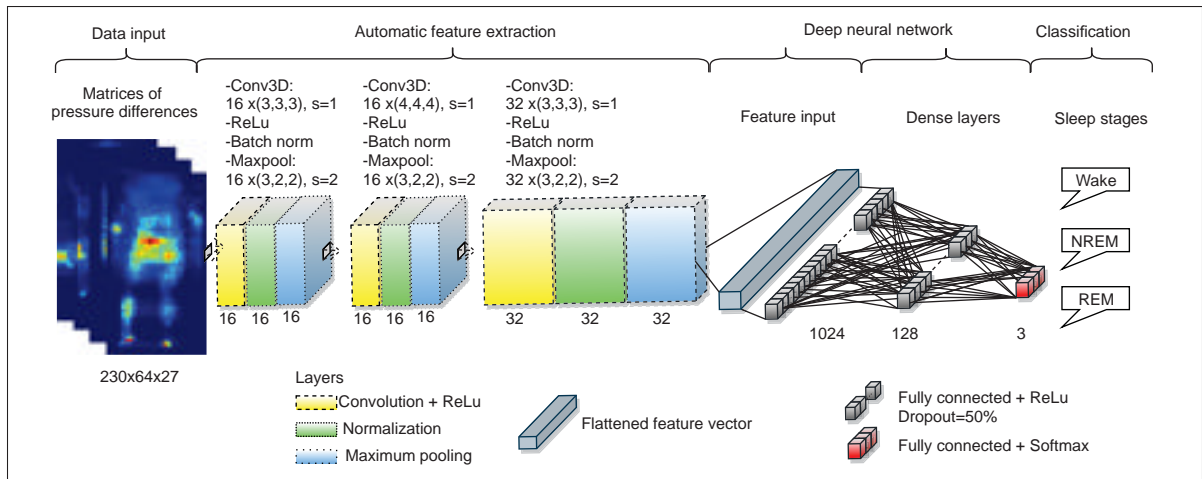 Data input
Automatic feature extraction
Deep neural network
Classification
Matrices of
pressure differences
-Conv3D:
16 x(3,3,3), s=1
-ReLu
-Batch norm
-Maxpool:
16 x(3,2,2), s=2
-Conv3D:
16 x(4,4,4), s=1
-ReLu
-Batch norm
-Maxpool:
16 x(3,2,2), s=2
-Conv3D:
32 x(3,3,3), s=1
-ReLu
-Batch norm
-Maxpool:
32 x(3,2,2), s=2
Feature input
Dense layers
Sleep stages
Wake
NREM
REM
16 16 16
16 16 16
32 32 32
1024
128
3
230x64x27
Layers
Convolution + ReLu
Normalization
Maximum pooling
Flattened feature vector
Fully connected + ReLu
Dropout=50%
Fully connected + Softmax